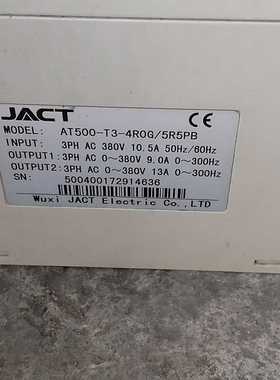 JACT CE
MODEL: AT500-T3-4R0G/5R5PB
INPUT: 3PH AC 380V 10.5A 50Hz/60Hz
OUTPUT1: 3PH AC 0~380V 9.0A 0~300Hz
OUTPUT2: 3PH AC 0~380V 13A 0~300Hz
SN: 500400172914636
Wuxi JACT Electric Co.,LTD